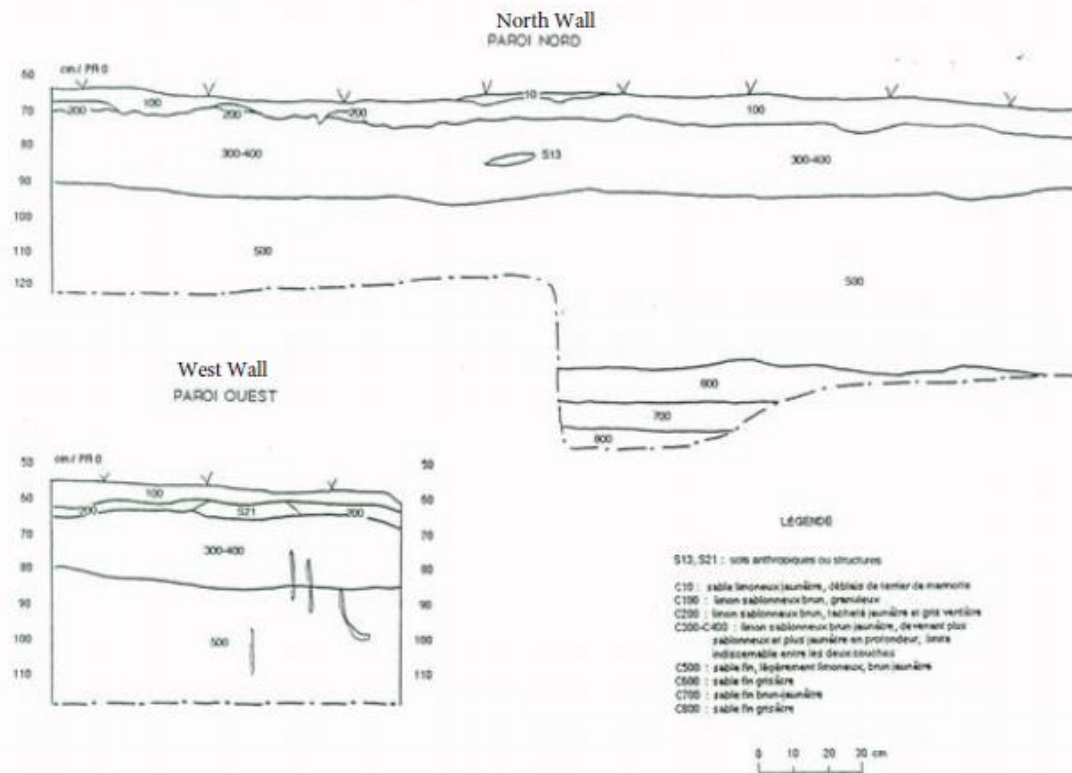 North Wall
PAROI NORD
cm / PR 0
50
60
70
80
90
100
110
120
200
100
200
200
10
100
300-400
S13
300-400
500
500
600
700
800
West Wall
PAROI OUEST
cm / PR 0
50
60
70
80
90
100
110
50
60
70
80
90
100
110
100
200
S21
200
300-400
500
LÉGENDE
S13, S21 : sols anthropiques ou structures
C10 : sable limoneux jaunâtre, déblais de terrier de marmotte
C100 : limon sablonneux brun, granuleux
C200 : limon sablonneux brun, tacheté jaunâtre et gris verdâtre
C300-C400 : limon sablonneux brun jaunâtre, devenant plus
sablonneux et plus jaunâtre en profondeur, limite
indiscernable entre les deux couches
C500 : sable fin, légèrement limoneux, brun jaunâtre
C600 : sable fin grisâtre
C700 : sable fin brun-jaunâtre
C800 : sable fin grisâtre
0 10 20 30 cm